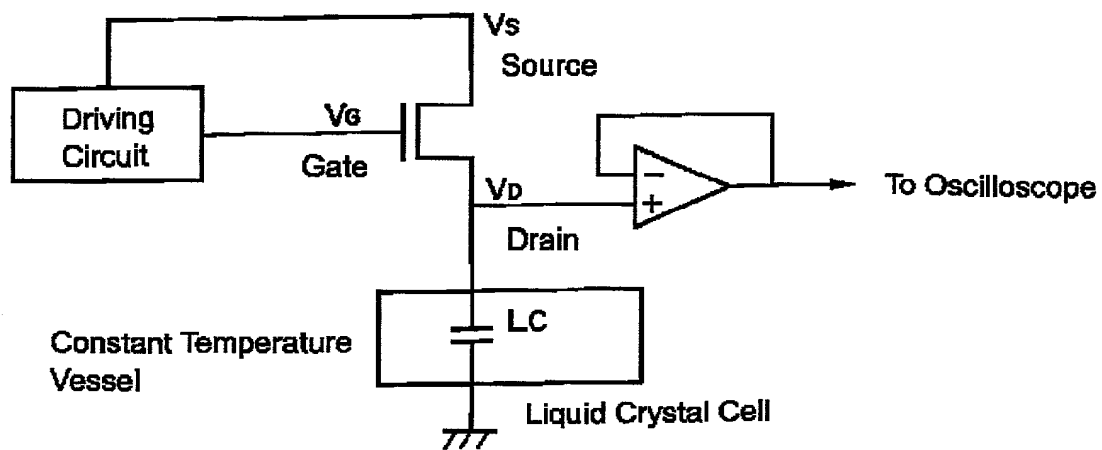 Vs
Source
Driving
Circuit
VG
Gate
−
+
To Oscilloscope
VD
Drain
LC
Constant Temperature
Vessel
Liquid Crystal Cell